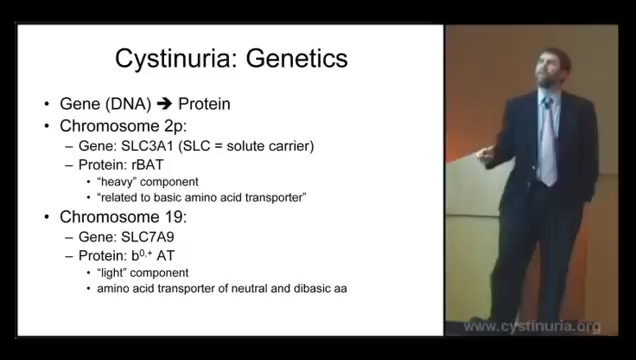 Cystinuria: Genetics
• Gene (DNA) ➔ Protein
• Chromosome 2p:
– Gene: SLC3A1 (SLC = solute carrier)
– Protein: rBAT
• “heavy” component
• “related to basic amino acid transporter”
• Chromosome 19:
– Gene: SLC7A9
– Protein: b⁰,⁺ AT
• “light” component
• amino acid transporter of neutral and dibasic aa
www.cystinuria.org